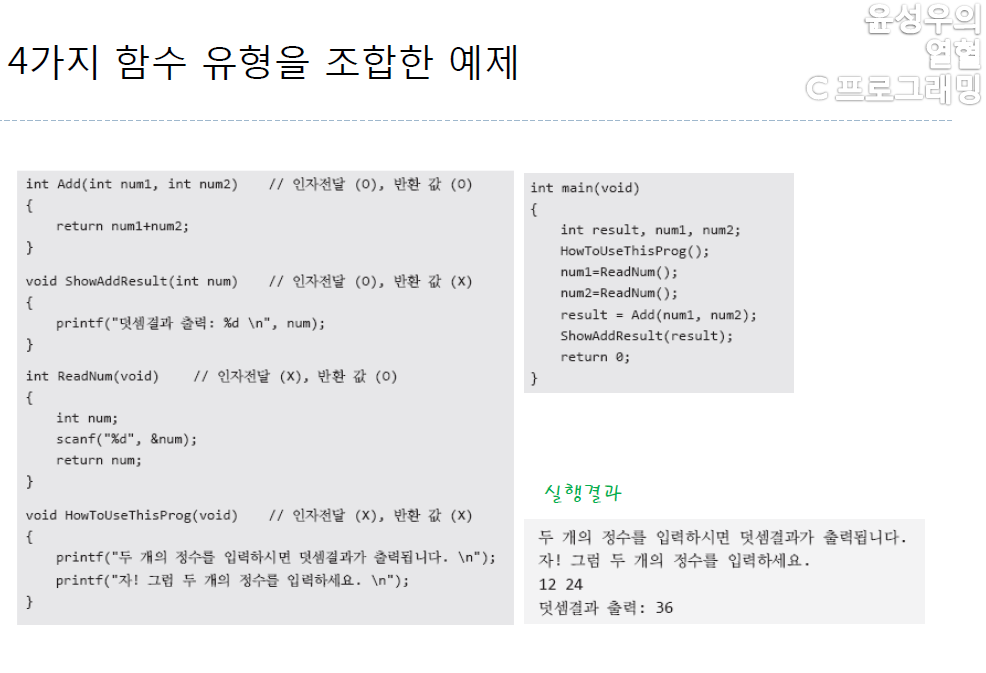 윤성우의
열혈
C 프로그래밍
4가지 함수 유형을 조합한 예제
int Add(int num1, int num2)    // 인자전달 (O), 반환 값 (O)
{
    return num1+num2;
}
void ShowAddResult(int num)    // 인자전달 (O), 반환 값 (X)
{
    printf("덧셈결과 출력: %d \n", num);
}
int ReadNum(void)    // 인자전달 (X), 반환 값 (O)
{
    int num;
    scanf("%d", &num);
    return num;
}
void HowToUseThisProg(void)    // 인자전달 (X), 반환 값 (X)
{
    printf("두 개의 정수를 입력하시면 덧셈결과가 출력됩니다. \n");
    printf("자! 그럼 두 개의 정수를 입력하세요. \n");
}
int main(void)
{
    int result, num1, num2;
    HowToUseThisProg();
    num1=ReadNum();
    num2=ReadNum();
    result = Add(num1, num2);
    ShowAddResult(result);
    return 0;
}
실행결과
두 개의 정수를 입력하시면 덧셈결과가 출력됩니다.
자! 그럼 두 개의 정수를 입력하세요.
12 24
덧셈결과 출력: 36